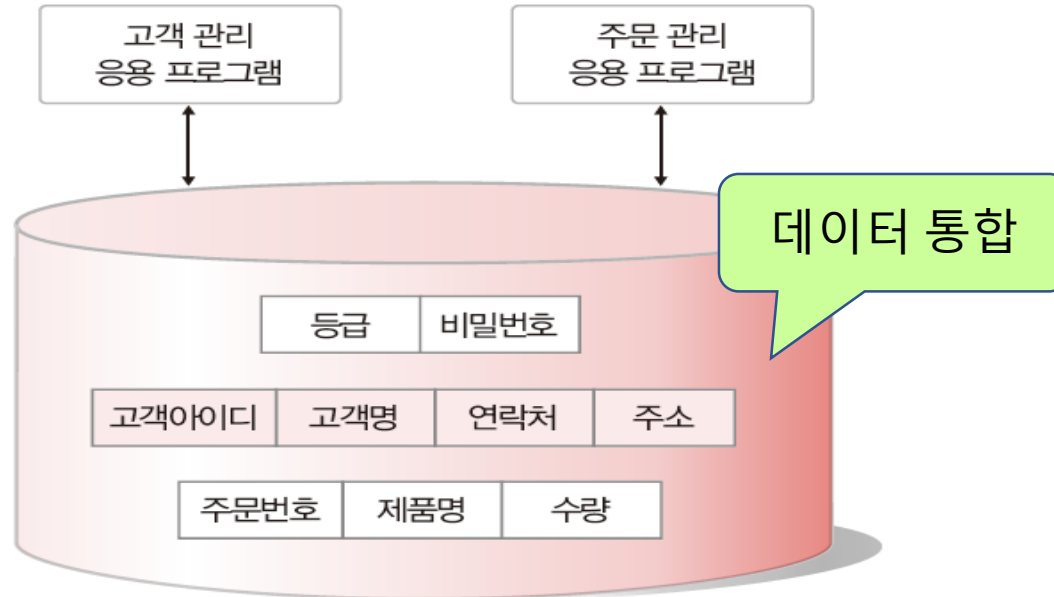 고객 관리
응용 프로그램
주문 관리
응용 프로그램
데이터 통합
등급 비밀번호
고객아이디 고객명 연락처 주소
주문번호 제품명 수량